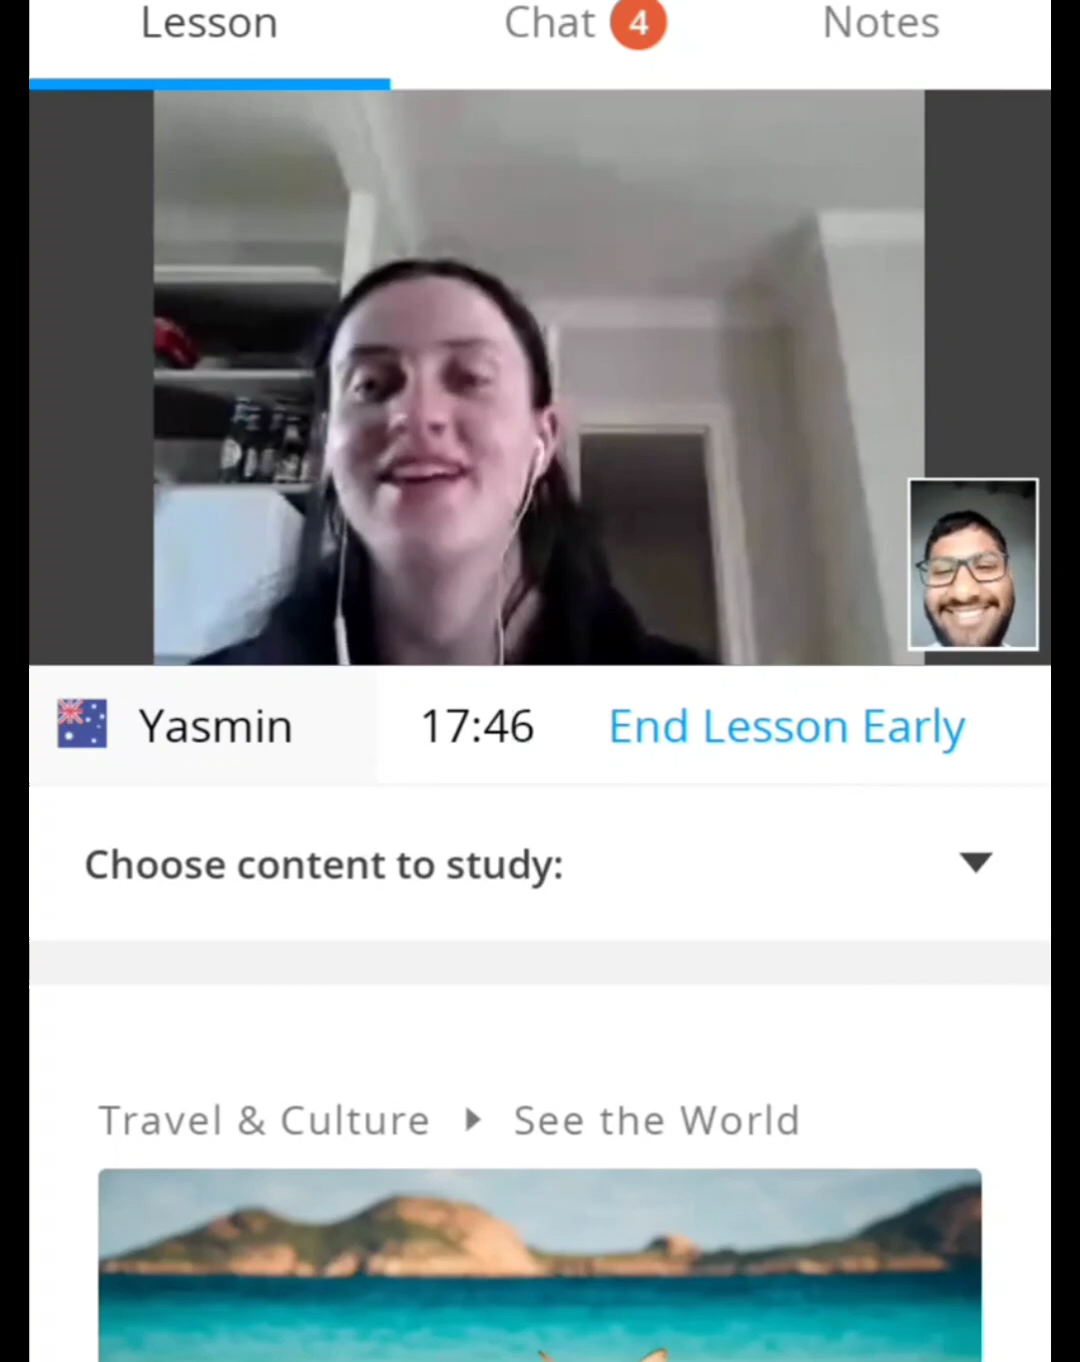 Lesson Chat 4 Notes
Yasmin 17:46 End Lesson Early
Choose content to study:
Travel & Culture ▸ See the World